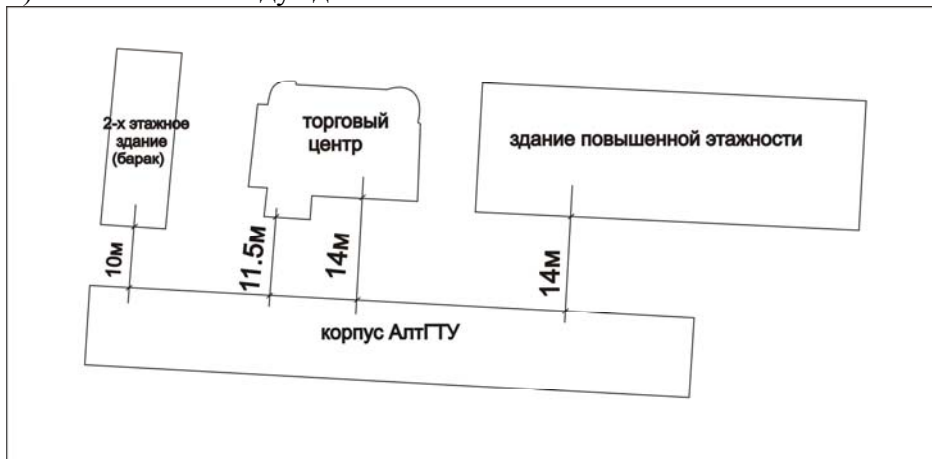 2-х этажное
здание
(барак)
торговый
центр
здание повышенной этажности
10м
11.5м
14м
14м
корпус АлтГТУ